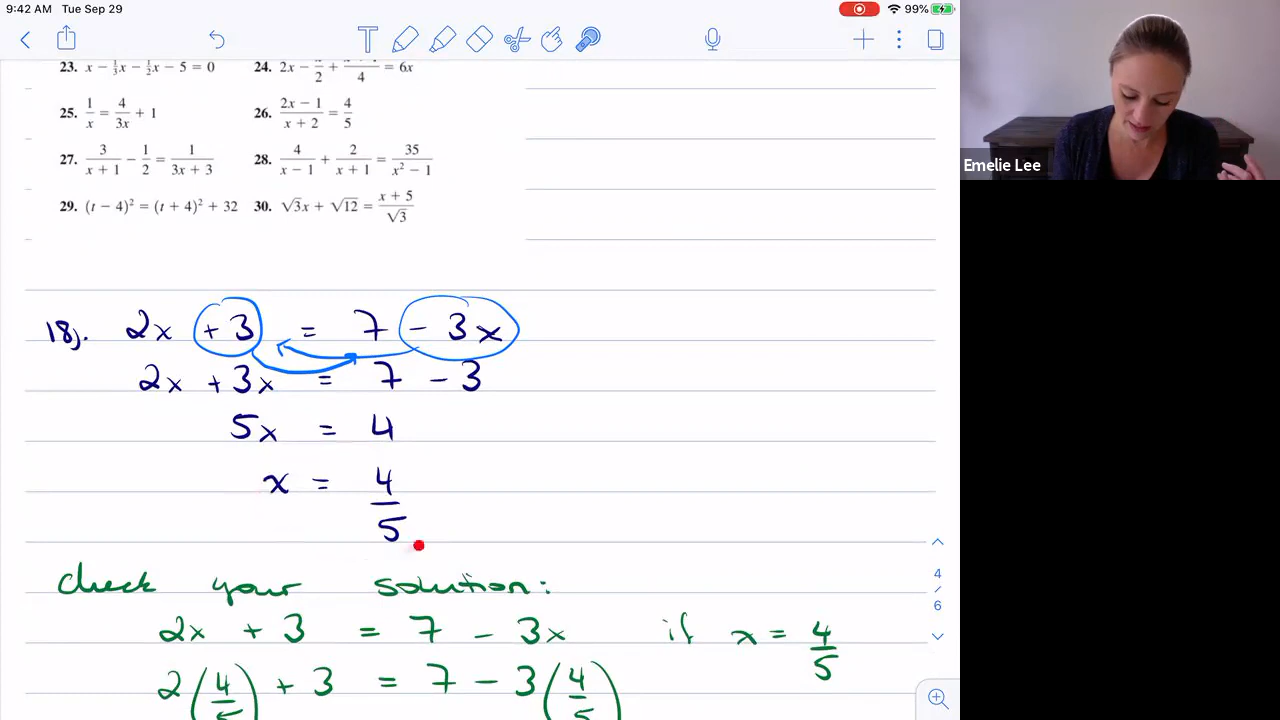 9:42 AM Tue Sep 29
99%
23. x − 1/3x − 1/2x − 5 = 0
24. 2x − /2 + /4 = 6x
25. 1/x = 4/3x + 1
26. (2x − 1)/(x + 2) = 4/5
27. 3/(x + 1) − 1/2 = 1/(3x + 3)
28. 4/(x − 1) + 2/(x + 1) = 35/(x² − 1)
29. (t − 4)² = (t + 4)² + 32
30. √3x + √12 = (x + 5)/√3
18). 2x + 3 = 7 − 3x
2x + 3x = 7 − 3
5x = 4
x = 4/5
check your solution:
2x + 3 = 7 − 3x if x = 4/5
2(4/5) + 3 = 7 − 3(4/5)
4/6
Emelie Lee